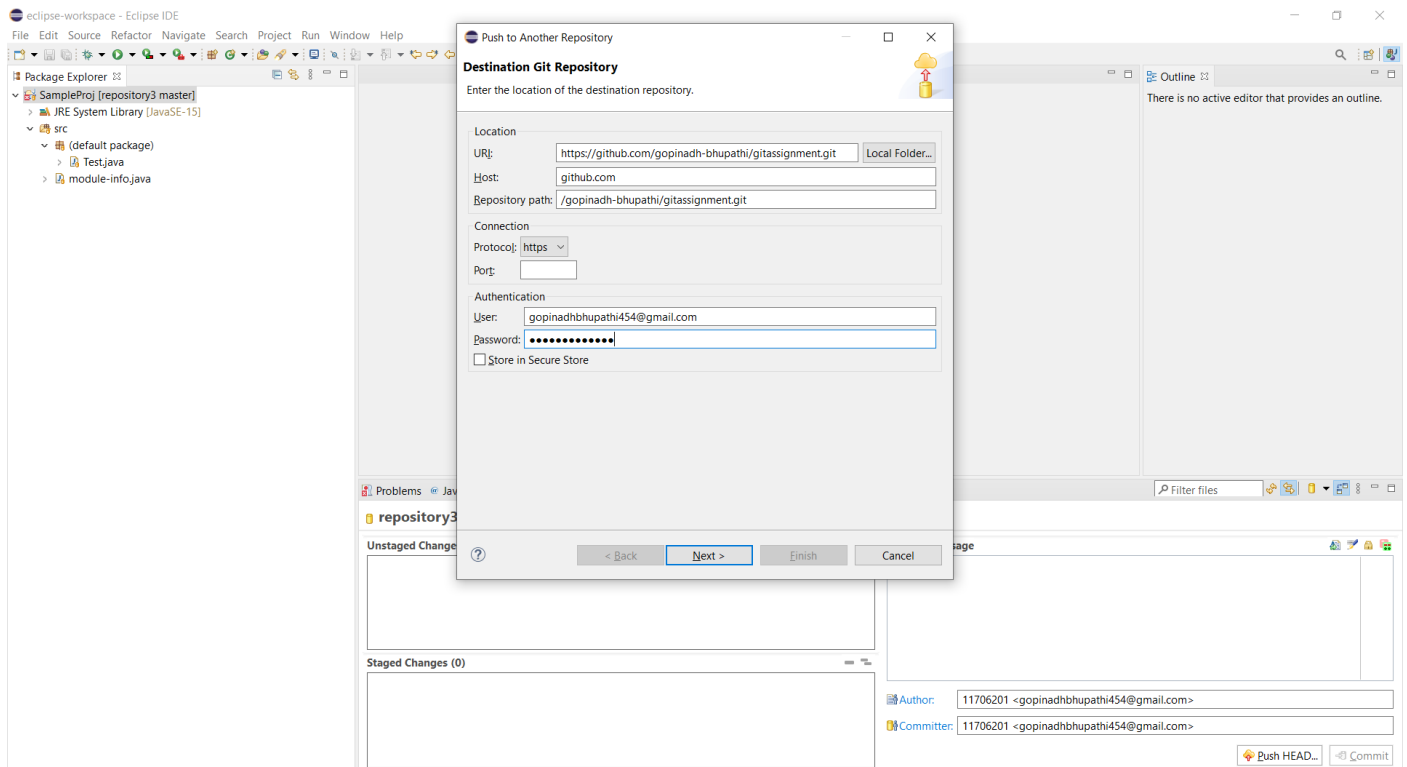 eclipse-workspace - Eclipse IDE
File Edit Source Refactor Navigate Search Project Run Window Help
Package Explorer
SampleProj [repository3 master]
JRE System Library [JavaSE-15]
src
(default package)
Test.java
module-info.java
Push to Another Repository
Destination Git Repository
Enter the location of the destination repository.
Location
URI:
https://github.com/gopinadh-bhupathi/gitassignment.git
Local Folder...
Host:
github.com
Repository path:
/gopinadh-bhupathi/gitassignment.git
Connection
Protocol:
https
Port:
Authentication
User:
gopinadhbhupathi454@gmail.com
Password:
●●●●●●●●●●●●●
Store in Secure Store
< Back
Next >
Finish
Cancel
Outline
There is no active editor that provides an outline.
Problems @ Jav
Filter files
repository3
Unstaged Change
sage
Staged Changes (0)
Author:
11706201 <gopinadhbhupathi454@gmail.com>
Committer:
11706201 <gopinadhbhupathi454@gmail.com>
Push HEAD...
Commit